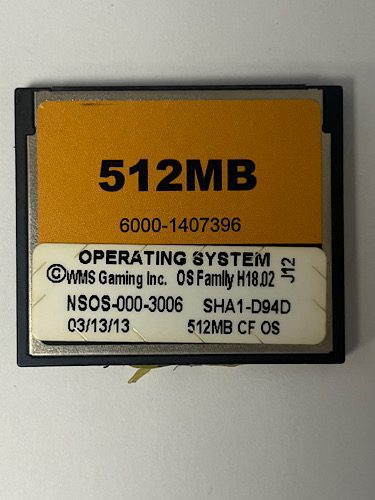 512MB
6000-1407396
OPERATING SYSTEM
©WMS Gaming Inc. OS Family H18.02
J12
NSOS-000-3006 SHA1-D94D
03/13/13 512MB CF OS